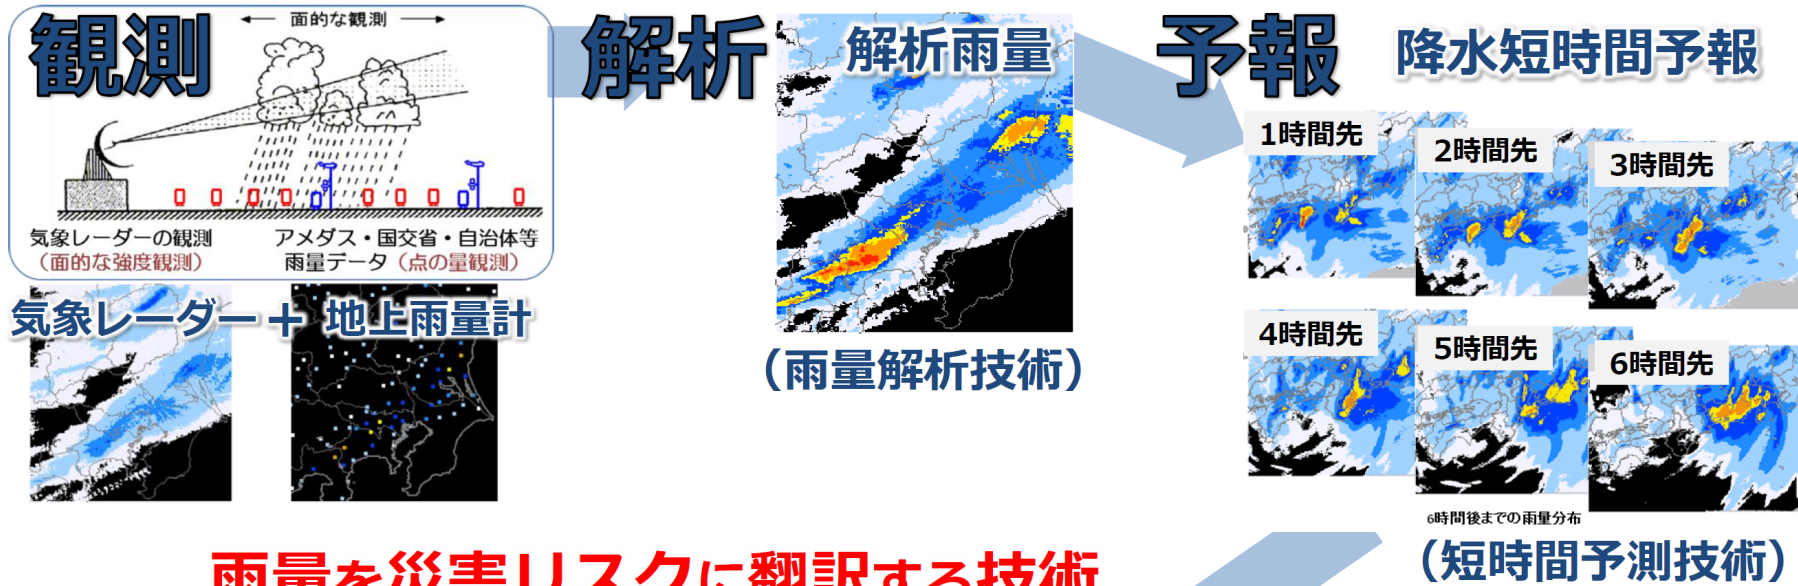 観測
面的な観測
気象レーダーの観測
(面的な強度観測)
アメダス・国交省・自治体等
雨量データ(点の量観測)
気象レーダー + 地上雨量計
解析
解析雨量
(雨量解析技術)
予報
降水短時間予報
1時間先
2時間先
3時間先
4時間先
5時間先
6時間先
6時間後までの雨量分布
(短時間予測技術)
雨量を災害リスクに翻訳する技術